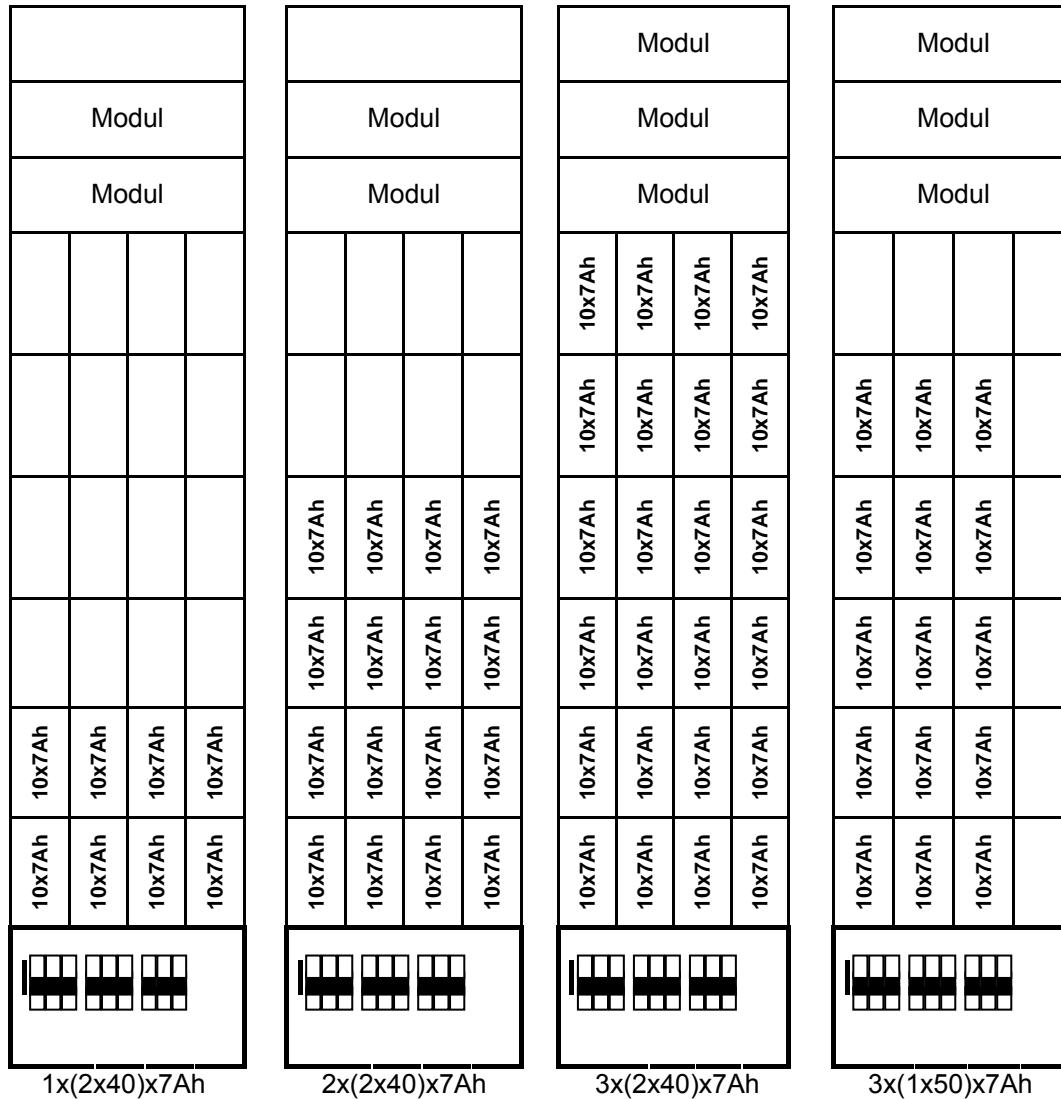 Modul Modul
Modul Modul Modul Modul
Modul Modul Modul Modul
10x7Ah 10x7Ah 10x7Ah 10x7Ah
10x7Ah 10x7Ah 10x7Ah 10x7Ah 10x7Ah 10x7Ah 10x7Ah
10x7Ah 10x7Ah 10x7Ah 10x7Ah 10x7Ah 10x7Ah 10x7Ah 10x7Ah 10x7Ah 10x7Ah 10x7Ah
10x7Ah 10x7Ah 10x7Ah 10x7Ah 10x7Ah 10x7Ah 10x7Ah 10x7Ah 10x7Ah 10x7Ah 10x7Ah
10x7Ah 10x7Ah 10x7Ah 10x7Ah 10x7Ah 10x7Ah 10x7Ah 10x7Ah 10x7Ah 10x7Ah 10x7Ah 10x7Ah 10x7Ah 10x7Ah 10x7Ah
10x7Ah 10x7Ah 10x7Ah 10x7Ah 10x7Ah 10x7Ah 10x7Ah 10x7Ah 10x7Ah 10x7Ah 10x7Ah 10x7Ah 10x7Ah 10x7Ah 10x7Ah
1x(2x40)x7Ah 2x(2x40)x7Ah 3x(2x40)x7Ah 3x(1x50)x7Ah